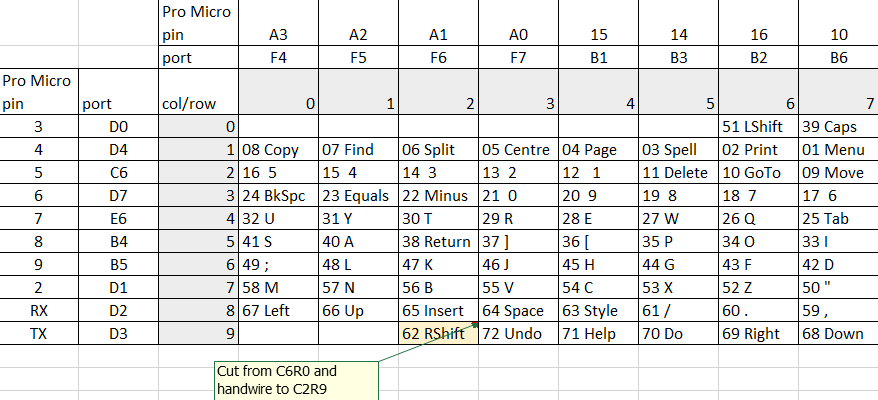 Pro Micro
pin A3 A2 A1 A0 15 14 16 10
port F4 F5 F6 F7 B1 B3 B2 B6
Pro Micro
pin port col/row 0 1 2 3 4 5 6 7
3 D0 0 51 LShift 39 Caps
4 D4 1 08 Copy 07 Find 06 Split 05 Centre 04 Page 03 Spell 02 Print 01 Menu
5 C6 2 16 5 15 4 14 3 13 2 12 1 11 Delete 10 GoTo 09 Move
6 D7 3 24 BkSpc 23 Equals 22 Minus 21 0 20 9 19 8 18 7 17 6
7 E6 4 32 U 31 Y 30 T 29 R 28 E 27 W 26 Q 25 Tab
8 B4 5 41 S 40 A 38 Return 37 ] 36 [ 35 P 34 O 33 I
9 B5 6 49 ; 48 L 47 K 46 J 45 H 44 G 43 F 42 D
2 D1 7 58 M 57 N 56 B 55 V 54 C 53 X 52 Z 50 "
RX D2 8 67 Left 66 Up 65 Insert 64 Space 63 Style 61 / 60 . 59 ,
TX D3 9 62 RShift 72 Undo 71 Help 70 Do 69 Right 68 Down
Cut from C6R0 and
handwire to C2R9